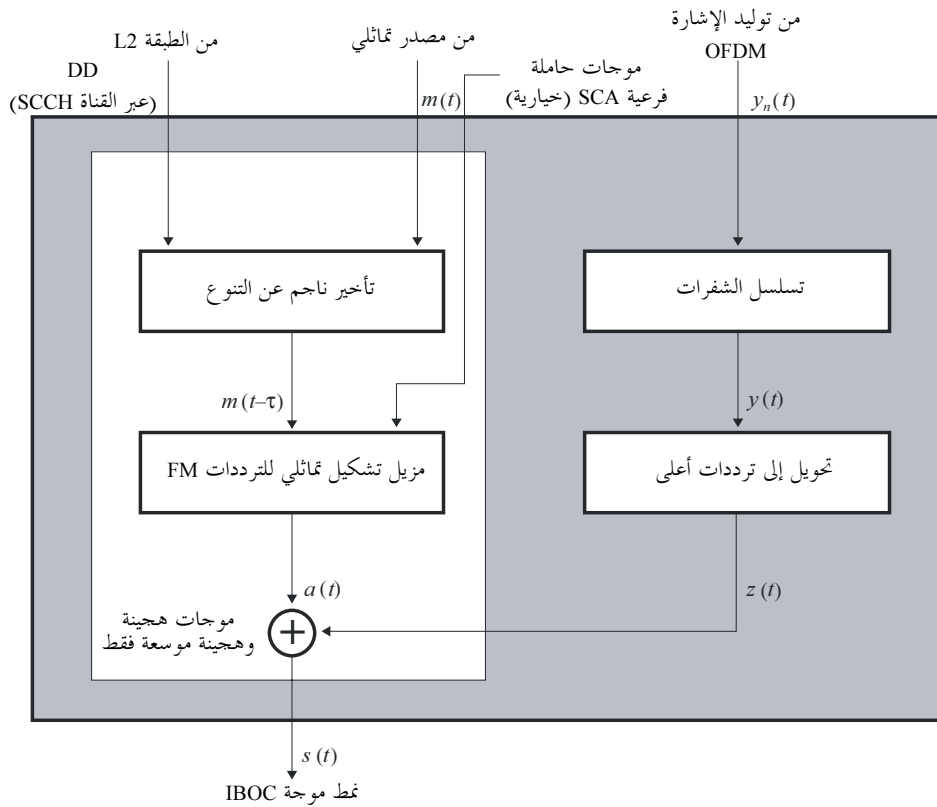 من توليد الإشارة
OFDM
من مصدر تماثلي
من الطبقة L2
موجات حاملة
فرعية SCA (خيارية)
DD
(عبر القناة SCCH)
m(t)
yₙ(t)
تسلسل الشفرات
تأخير ناجم عن التنوع
y(t)
m(t–τ)
تحويل إلى ترددات أعلى
مزيل تشكيل تماثلي للترددات FM
z(t)
a(t)
موجات هجينة
وهجينة موسعة فقط
+
s(t)
نمط موجة IBOC